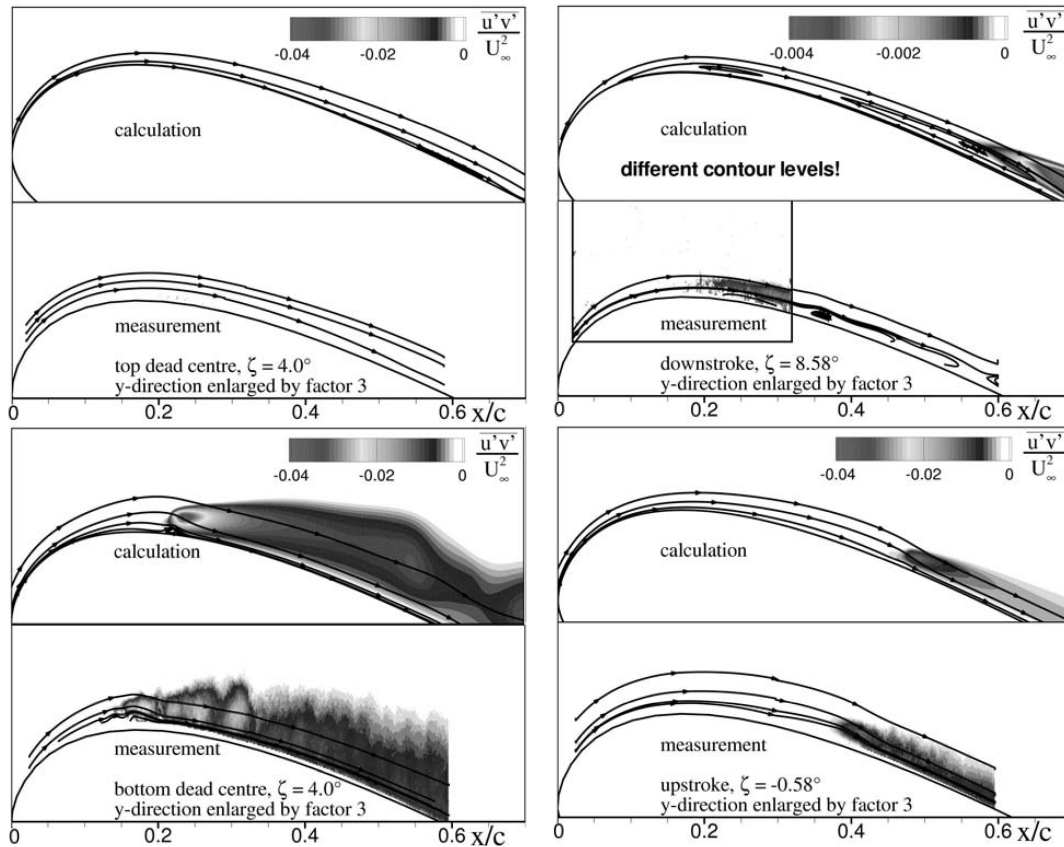 u'v'
U²∞
-0.04 -0.02 0
calculation
measurement
top dead centre, ζ = 4.0°
y-direction enlarged by factor 3
0 0.2 0.4 0.6 x/c
u'v'
U²∞
-0.004 -0.002 0
calculation
different contour levels!
measurement
downstroke, ζ = 8.58°
y-direction enlarged by factor 3
0 0.2 0.4 0.6 x/c
u'v'
U²∞
-0.04 -0.02 0
calculation
measurement
bottom dead centre, ζ = 4.0°
y-direction enlarged by factor 3
0 0.2 0.4 0.6 x/c
u'v'
U²∞
-0.04 -0.02 0
calculation
measurement
upstroke, ζ = -0.58°
y-direction enlarged by factor 3
0 0.2 0.4 0.6 x/c